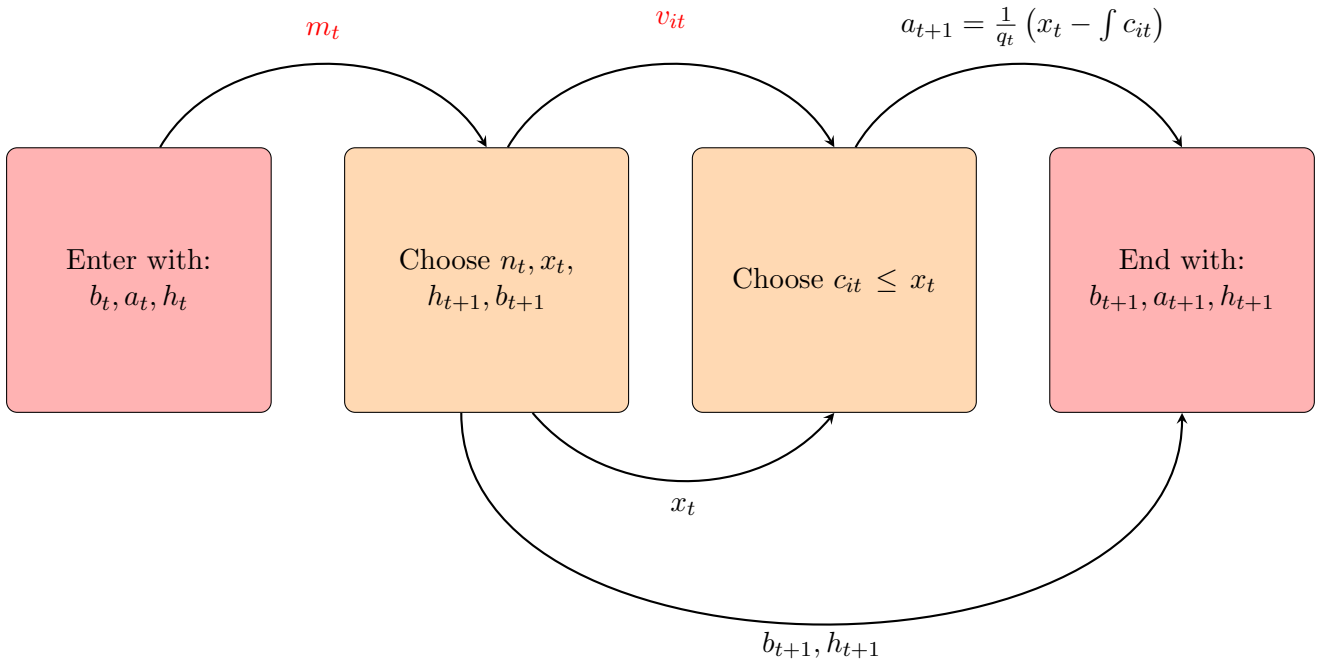 m_t
v_{it}
a_{t+1} = \frac{1}{q_t} \left( x_t - \int c_{it} \right)
Enter with:
b_t, a_t, h_t
Choose n_t, x_t,
h_{t+1}, b_{t+1}
Choose c_{it} ≤ x_t
End with:
b_{t+1}, a_{t+1}, h_{t+1}
x_t
b_{t+1}, h_{t+1}